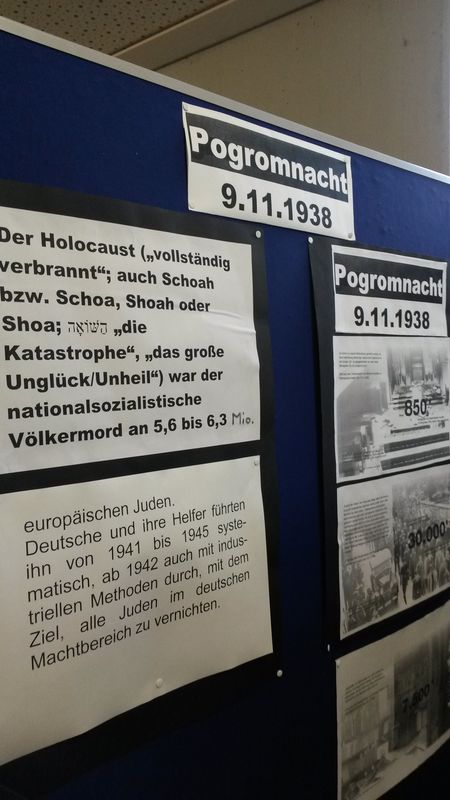 Pogromnacht
9.11.1938
Der Holocaust („vollständig
verbrannt“; auch Schoah
bzw. Schoa, Shoah oder
Shoa; הַשּׁוֹאָה „die
Katastrophe“, „das große
Unglück/Unheil“) war der
nationalsozialistische
Völkermord an 5,6 bis 6,3 Mio.
europäischen Juden.
Deutsche und ihre Helfer führten
ihn von 1941 bis 1945 syste-
matisch, ab 1942 auch mit indus-
triellen Methoden durch, mit dem
Ziel, alle Juden im deutschen
Machtbereich zu vernichten.
Pogromnacht
9.11.1938
850
30.000
7.600